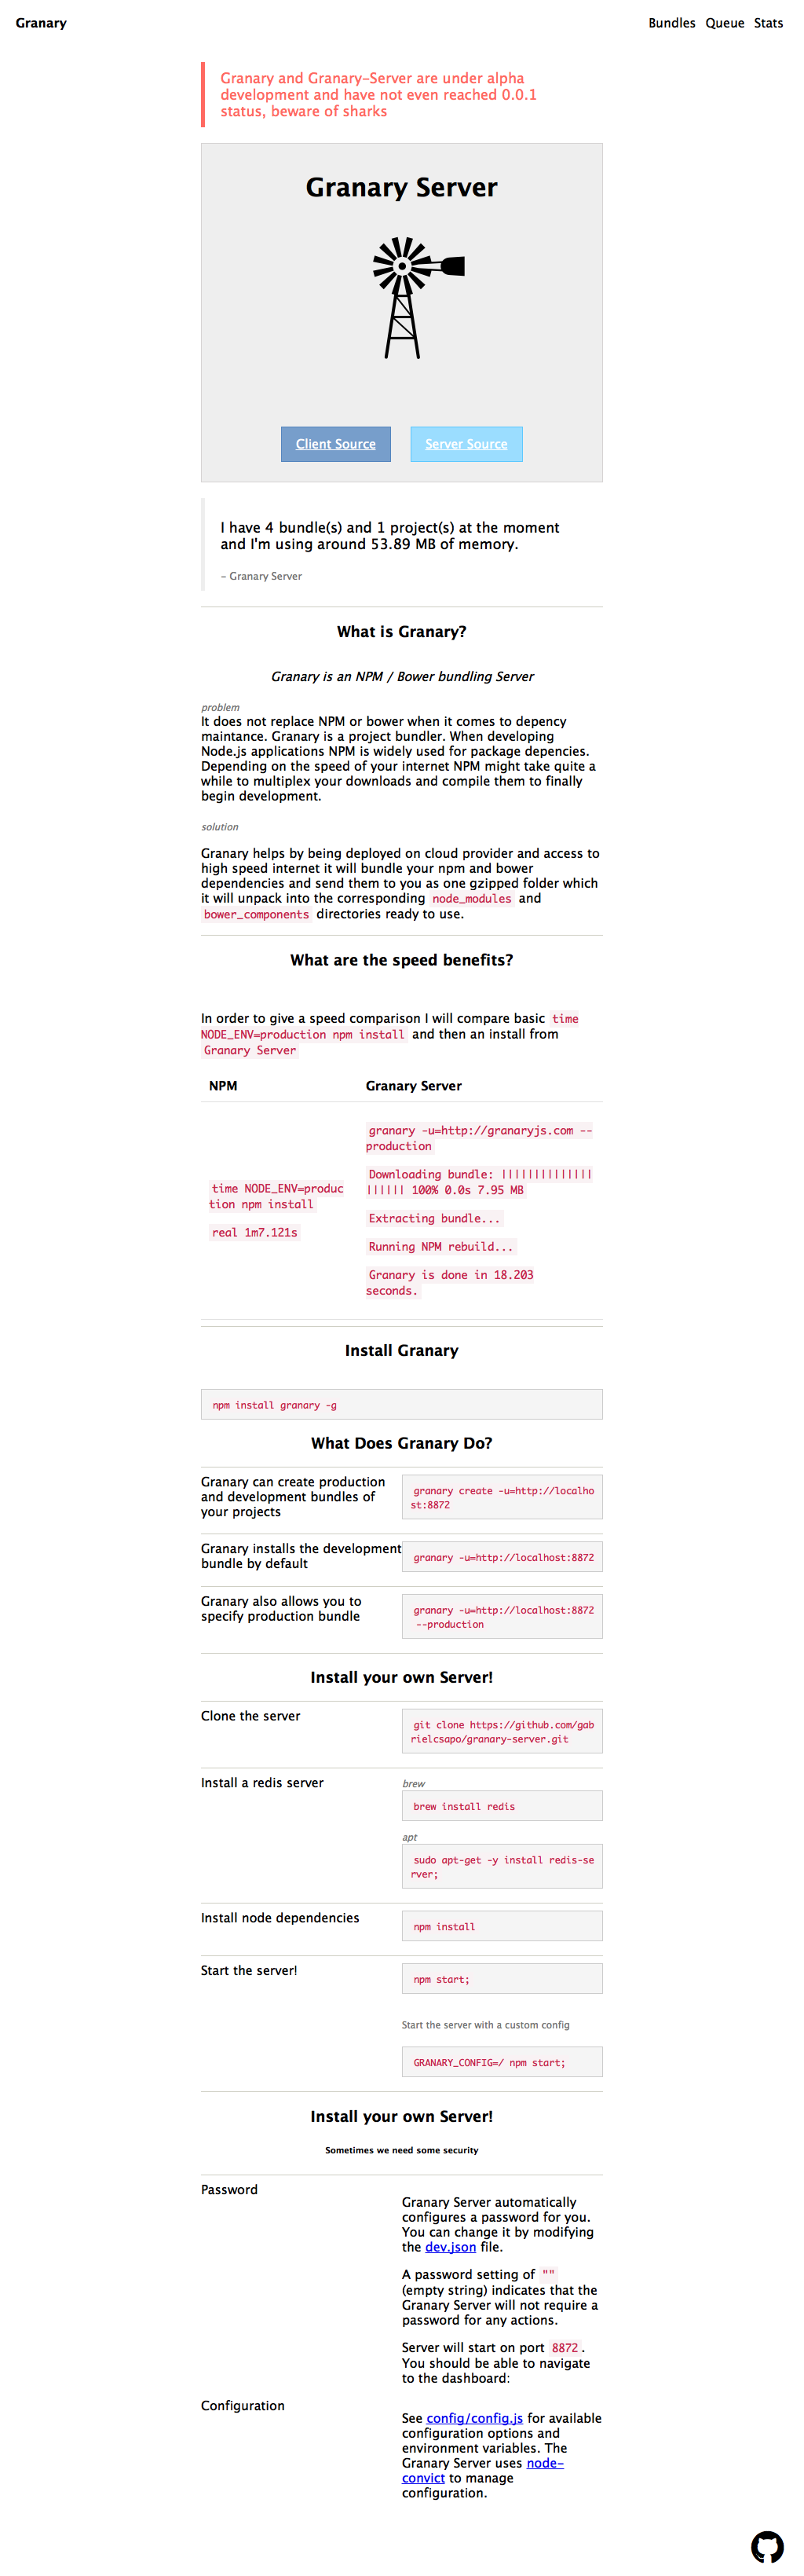 Granary
Bundles Queue Stats
Granary and Granary-Server are under alpha
development and have not even reached 0.0.1
status, beware of sharks
Granary Server
Client Source
Server Source
I have 4 bundle(s) and 1 project(s) at the moment
and I'm using around 53.89 MB of memory.
- Granary Server
What is Granary?
Granary is an NPM / Bower bundling Server
problem
It does not replace NPM or bower when it comes to depency
maintance. Granary is a project bundler. When developing
Node.js applications NPM is widely used for package depencies.
Depending on the speed of your internet NPM might take quite a
while to multiplex your downloads and compile them to finally
begin development.
solution
Granary helps by being deployed on cloud provider and access to
high speed internet it will bundle your npm and bower
dependencies and send them to you as one gzipped folder which
it will unpack into the corresponding node_modules and
bower_components directories ready to use.
What are the speed benefits?
In order to give a speed comparison I will compare basic time
NODE_ENV=production npm install and then an install from
Granary Server
NPM
Granary Server
time NODE_ENV=produc
tion npm install
real 1m7.121s
granary -u=http://granaryjs.com --
production
Downloading bundle: ||||||||||||||
|||||| 100% 0.0s 7.95 MB
Extracting bundle...
Running NPM rebuild...
Granary is done in 18.203
seconds.
Install Granary
npm install granary -g
What Does Granary Do?
Granary can create production
and development bundles of
your projects
granary create -u=http://localho
st:8872
Granary installs the development
bundle by default
granary -u=http://localhost:8872
Granary also allows you to
specify production bundle
granary -u=http://localhost:8872
--production
Install your own Server!
Clone the server
git clone https://github.com/gab
rielcsapo/granary-server.git
Install a redis server
brew
brew install redis
apt
sudo apt-get -y install redis-se
rver;
Install node dependencies
npm install
Start the server!
npm start;
Start the server with a custom config
GRANARY_CONFIG=/ npm start;
Install your own Server!
Sometimes we need some security
Password
Granary Server automatically
configures a password for you.
You can change it by modifying
the dev.json file.
A password setting of ""
(empty string) indicates that the
Granary Server will not require a
password for any actions.
Server will start on port 8872.
You should be able to navigate
to the dashboard:
Configuration
See config/config.js for available
configuration options and
environment variables. The
Granary Server uses node-
convict to manage
configuration.